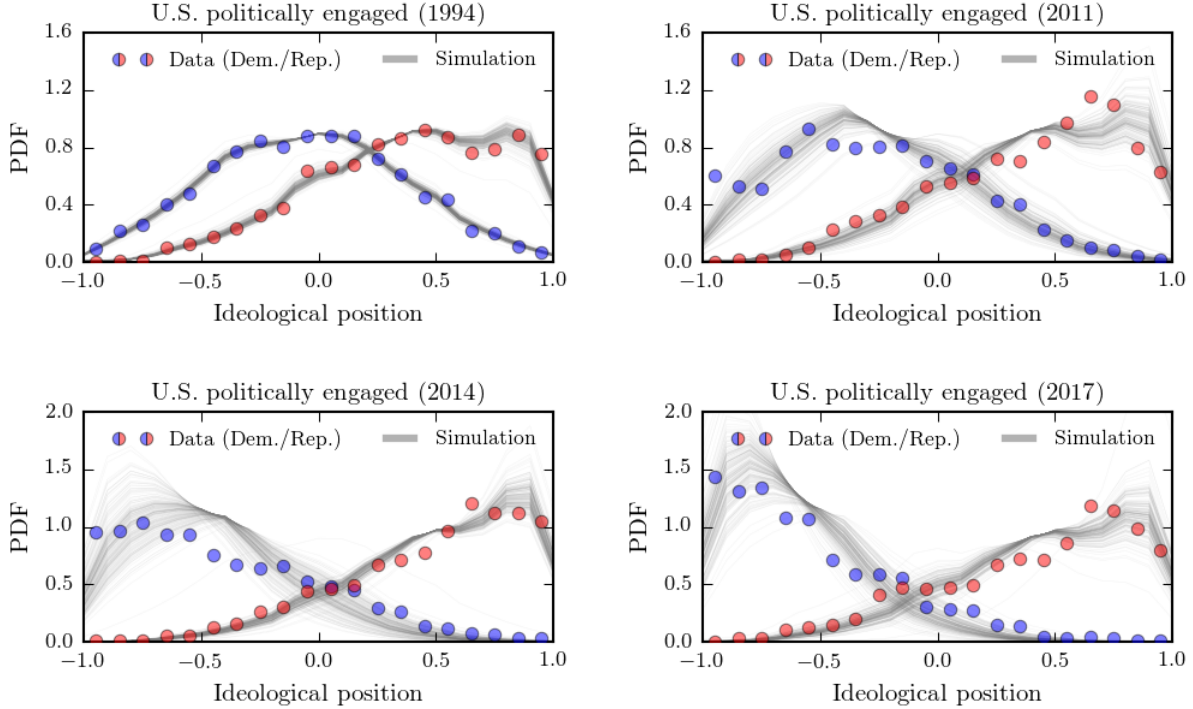 U.S. politically engaged (1994)
Data (Dem./Rep.) Simulation
PDF
1.6
1.2
0.8
0.4
0.0
−1.0 −0.5 0.0 0.5 1.0
Ideological position
U.S. politically engaged (2011)
Data (Dem./Rep.) Simulation
PDF
1.6
1.2
0.8
0.4
0.0
−1.0 −0.5 0.0 0.5 1.0
Ideological position
U.S. politically engaged (2014)
Data (Dem./Rep.) Simulation
PDF
2.0
1.5
1.0
0.5
0.0
−1.0 −0.5 0.0 0.5 1.0
Ideological position
U.S. politically engaged (2017)
Data (Dem./Rep.) Simulation
PDF
2.0
1.5
1.0
0.5
0.0
−1.0 −0.5 0.0 0.5 1.0
Ideological position